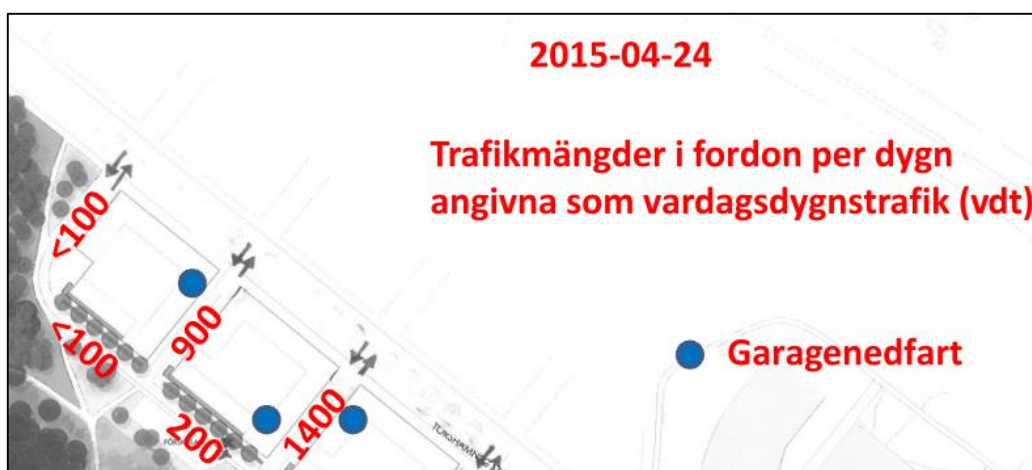 2015-04-24
Trafikmängder i fordon per dygn
angivna som vardagsdygnstrafik (vdt)
<100
<100
900
200
1400
Garagenedfart